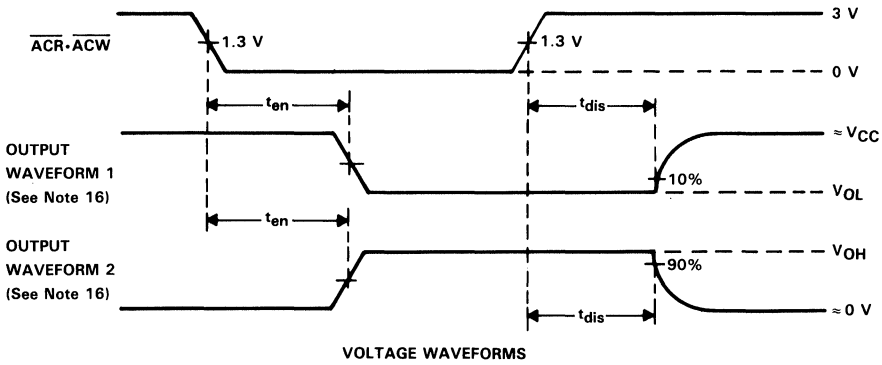 3 V
ACR•ACW
1.3 V
1.3 V
0 V
ten
tdis
≈ VCC
OUTPUT
WAVEFORM 1
(See Note 16)
10%
VOL
ten
OUTPUT
WAVEFORM 2
(See Note 16)
VOH
90%
≈ 0 V
tdis
VOLTAGE WAVEFORMS